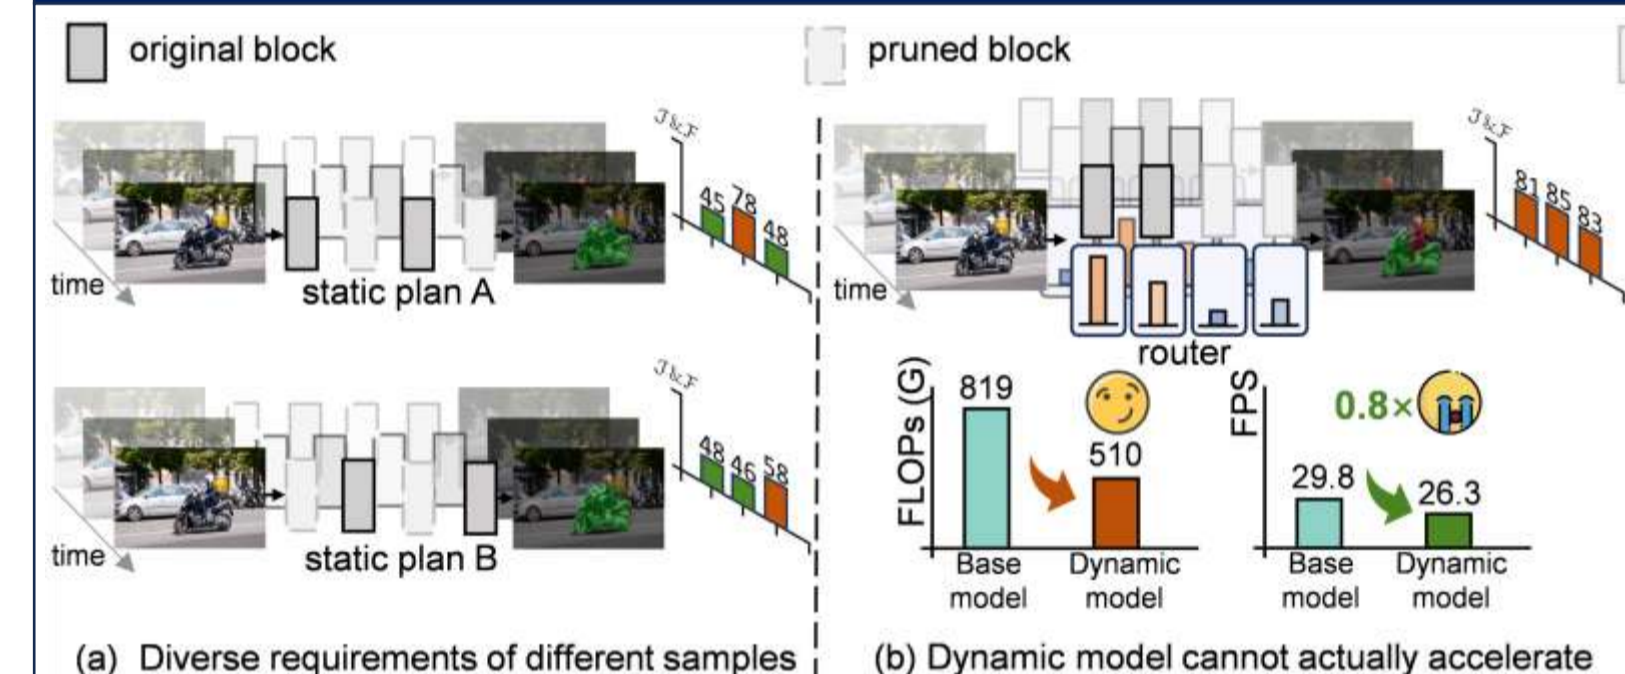 original block
pruned block
J&F
45 78 48
time
static plan A
J&F
48 46 58
time
static plan B
(a) Diverse requirements of different samples
J&F
81 85 83
time
router
FLOPs (G)
819
510
Base model
Dynamic model
FPS
0.8×
29.8
26.3
Base model
Dynamic model
(b) Dynamic model cannot actually accelerate